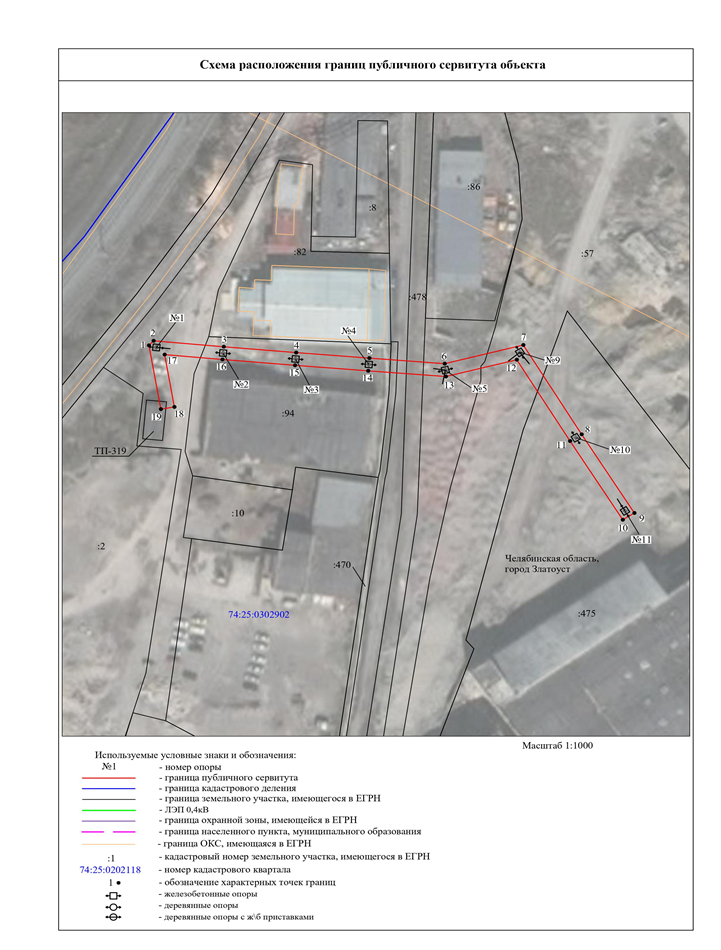 Схема расположения границ публичного сервитута объекта
:86
:8
:57
:82
:478
№1
№4
2
1
3
4
5
6
7
17
16
15
14
13
12
№9
№2
№3
№5
:94
19
18
8
11
№10
ТП-319
:10
9
10
№11
:2
:470
Челябинская область,
город Златоуст
74:25:0302902
:475
Масштаб 1:1000
Используемые условные знаки и обозначения:
№1 - номер опоры
- граница публичного сервитута
- граница кадастрового деления
- граница земельного участка, имеющегося в ЕГРН
- ЛЭП 0,4кВ
- граница охранной зоны, имеющейся в ЕГРН
- граница населенного пункта, муниципального образования
- граница ОКС, имеющаяся в ЕГРН
:1 - кадастровый номер земельного участка, имеющегося в ЕГРН
74:25:0202118 - номер кадастрового квартала
1 - обозначение характерных точек границ
- железобетонные опоры
- деревянные опоры
- деревянные опоры с ж\б приставками